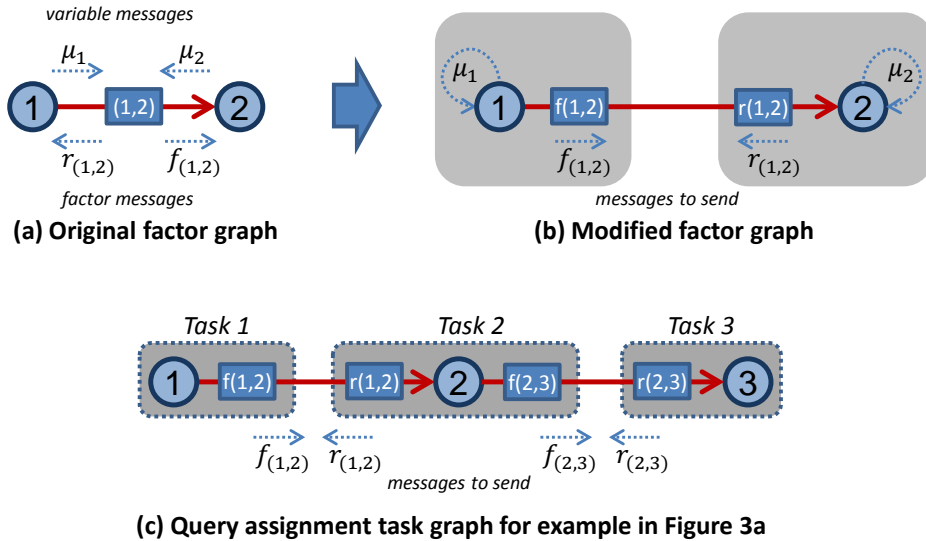 variable messages
μ1 μ2
1 (1,2) 2
r(1,2) f(1,2)
factor messages
(a) Original factor graph
μ1 μ2
1 f(1,2) r(1,2) 2
f(1,2) r(1,2)
messages to send
(b) Modified factor graph
Task 1 Task 2 Task 3
1 f(1,2) r(1,2) 2 f(2,3) r(2,3) 3
f(1,2) r(1,2) f(2,3) r(2,3)
messages to send
(c) Query assignment task graph for example in Figure 3a